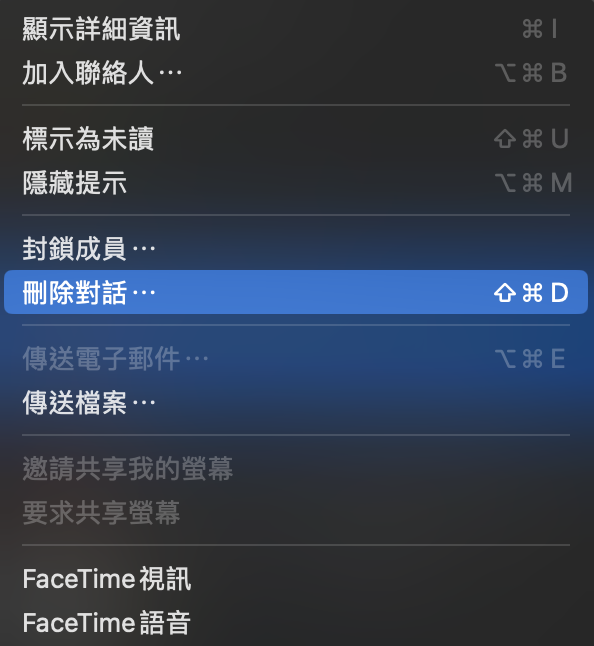 顯示詳細資訊 ⌘ I
加入聯絡人⋯ ⌥ ⌘ B
標示為未讀 ⇧ ⌘ U
隱藏提示 ⌥ ⌘ M
封鎖成員⋯
刪除對話⋯ ⇧ ⌘ D
傳送電子郵件⋯ ⌥ ⌘ E
傳送檔案⋯
邀請共享我的螢幕
要求共享螢幕
FaceTime 視訊
FaceTime 語音